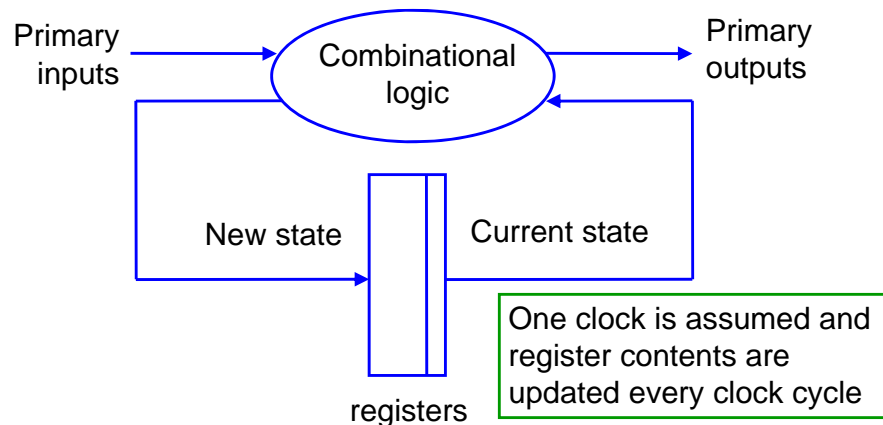 Primary
inputs
Combinational
logic
Primary
outputs
New state
Current state
One clock is assumed and
register contents are
updated every clock cycle
registers